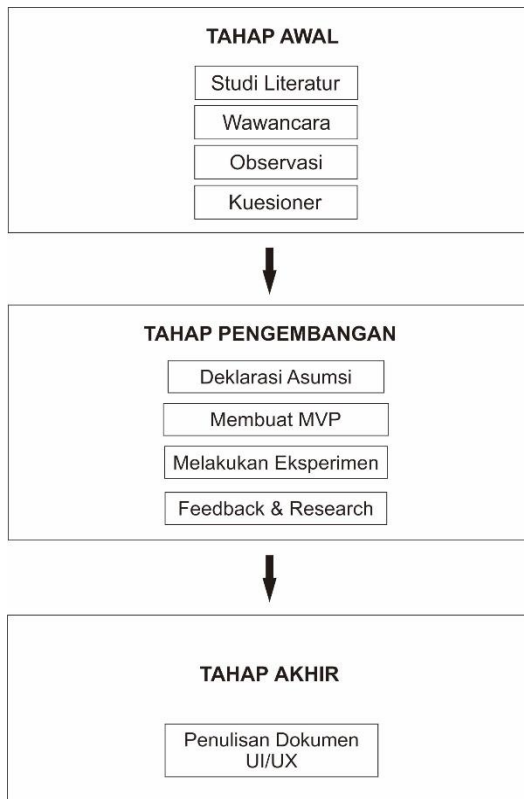 TAHAP AWAL
Studi Literatur
Wawancara
Observasi
Kuesioner
TAHAP PENGEMBANGAN
Deklarasi Asumsi
Membuat MVP
Melakukan Eksperimen
Feedback & Research
TAHAP AKHIR
Penulisan Dokumen
UI/UX